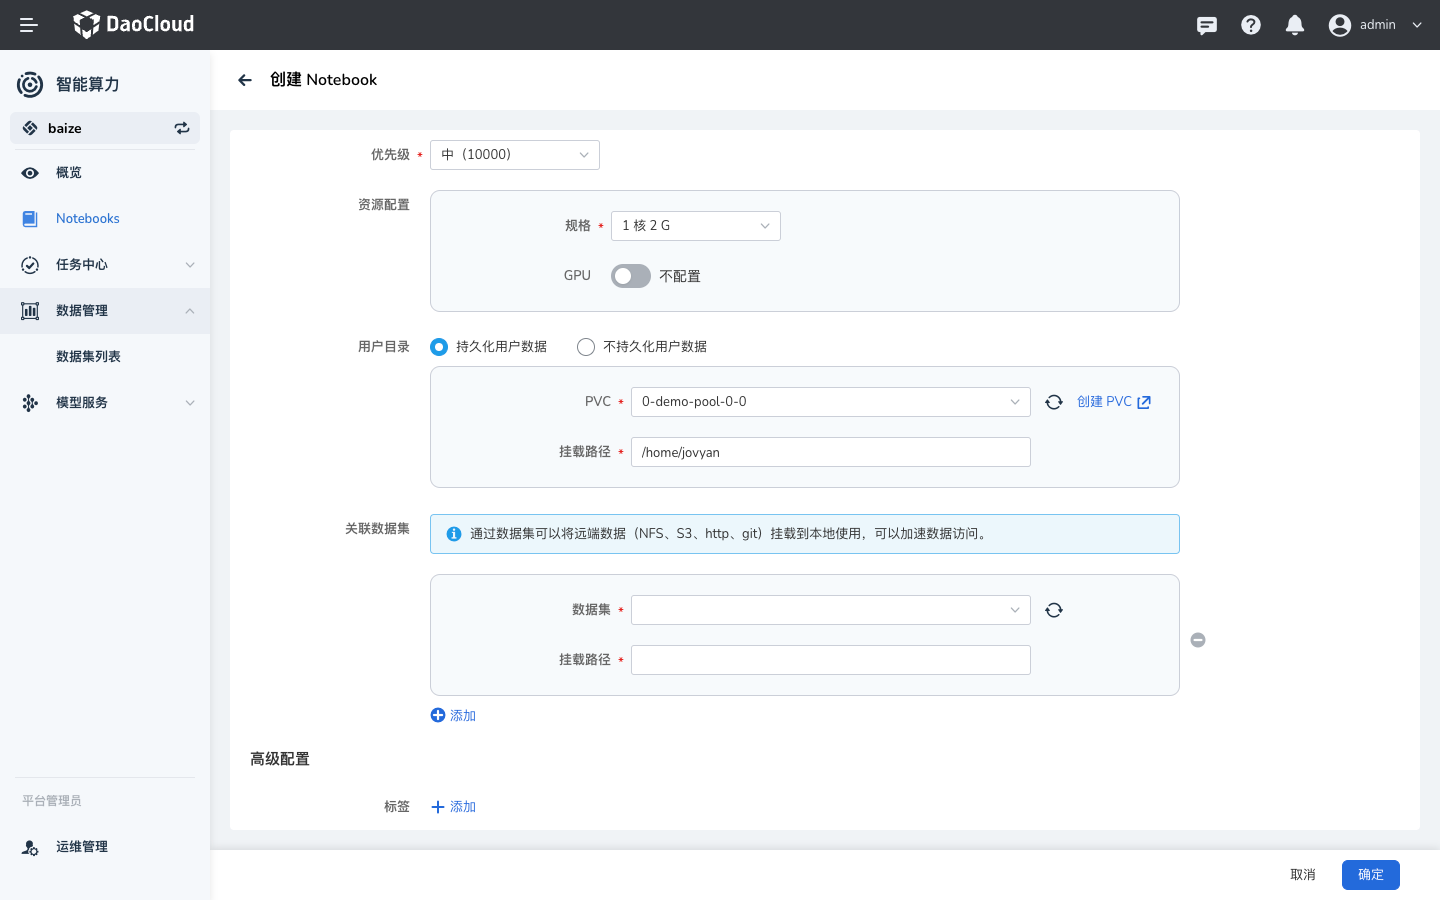 DaoCloud
admin
智能算力
baize
概览
Notebooks
任务中心
数据管理
数据集列表
模型服务
平台管理员
运维管理
创建 Notebook
优先级 * 中（10000）
资源配置
规格 * 1 核 2 G
GPU 不配置
用户目录 持久化用户数据 不持久化用户数据
PVC * 0-demo-pool-0-0 创建 PVC
挂载路径 * /home/jovyan
关联数据集 通过数据集可以将远端数据（NFS、S3、http、git）挂载到本地使用，可以加速数据访问。
数据集 *
挂载路径 *
添加
高级配置
标签 添加
取消 确定